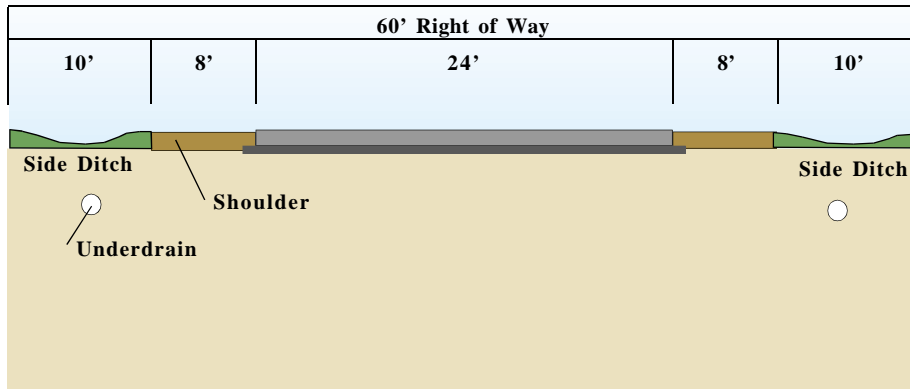 60’ Right of Way
10’ 8’ 24’ 8’ 10’
Side Ditch
Side Ditch
Shoulder
Underdrain